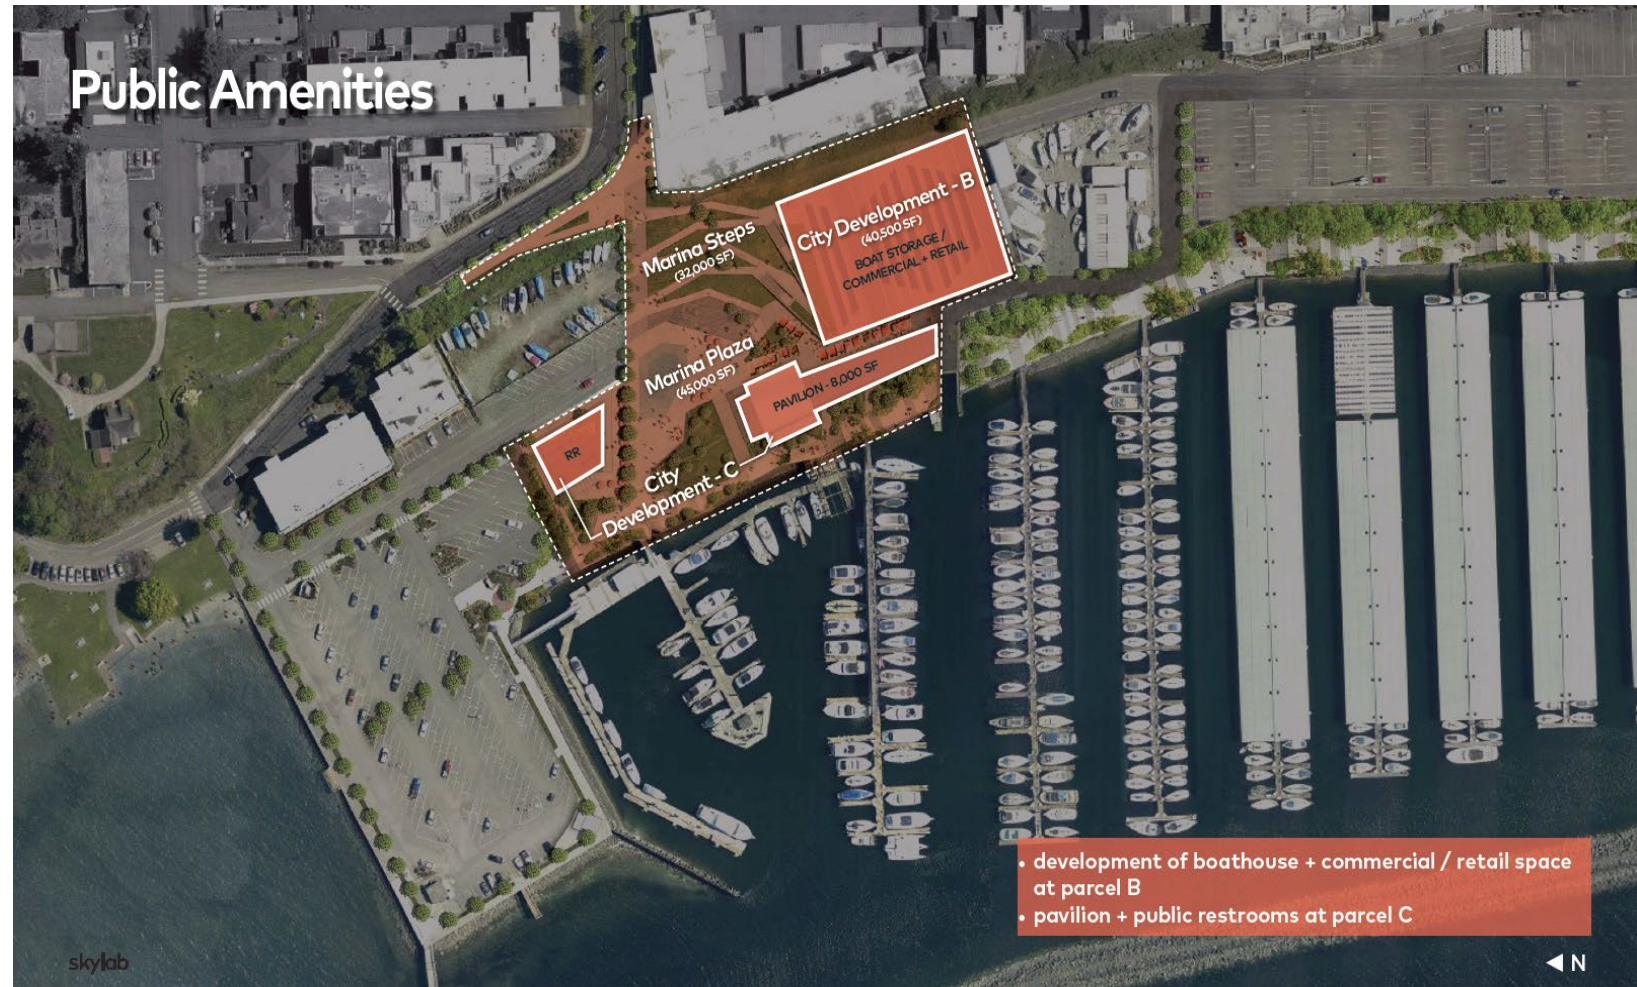 Public Amenities
City Development - B
(40,500 SF)
BOAT STORAGE /
COMMERCIAL + RETAIL
Marina Steps
(32,000 SF)
Marina Plaza
(45,000 SF)
PAVILION - 8,000 SF
RR
City
Development - C
• development of boathouse + commercial / retail space
at parcel B
• pavilion + public restrooms at parcel C
skylab
N